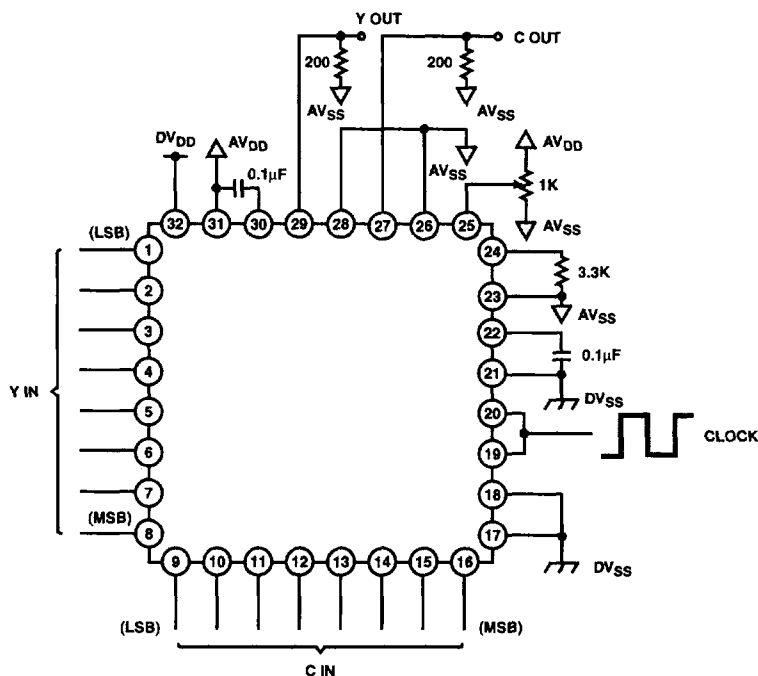 Y OUT
C OUT
200
200
AVSS
AVSS
DVDD
AVDD
0.1μF
AVSS
AVDD
1K
AVSS
32 31 30 29 28 27 26 25
(LSB) 1
2
3
4
Y IN
5
6
7
(MSB) 8
24
3.3K
23
AVSS
22
0.1μF
21
DVSS
20
CLOCK
19
18
17
DVSS
9 10 11 12 13 14 15 16
(LSB)
(MSB)
C IN